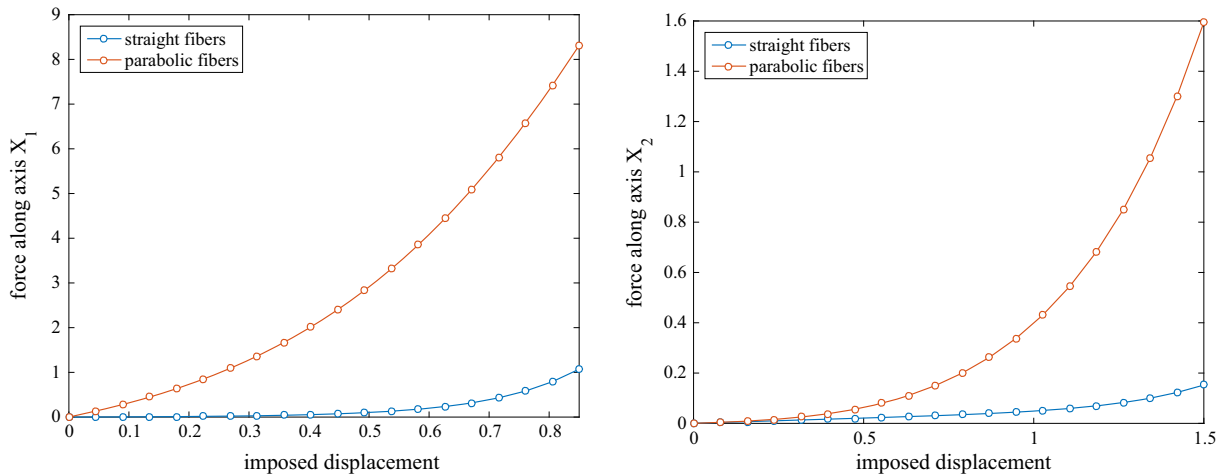 9
8
7
6
5
4
3
2
1
0
force along axis X_1
straight fibers
parabolic fibers
0 0.1 0.2 0.3 0.4 0.5 0.6 0.7 0.8
imposed displacement
1.6
1.4
1.2
1
0.8
0.6
0.4
0.2
0
force along axis X_2
straight fibers
parabolic fibers
0 0.5 1 1.5
imposed displacement